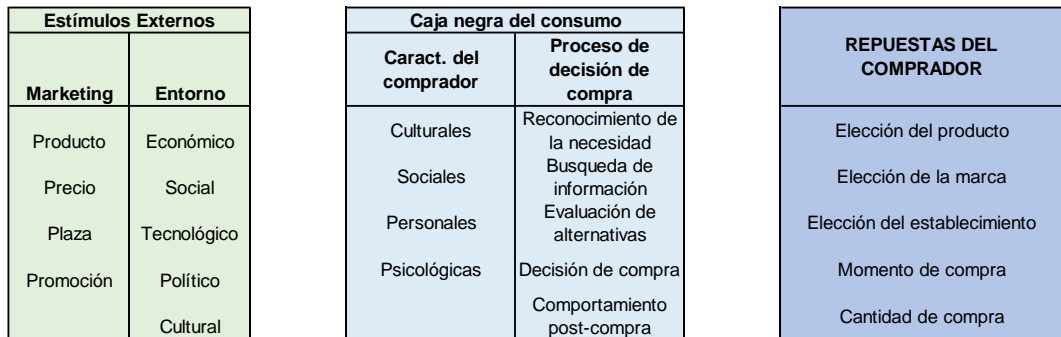 Estímulos Externos
Marketing
Entorno
Producto
Económico
Precio
Social
Plaza
Tecnológico
Promoción
Político
Cultural
Caja negra del consumo
Caract. del
comprador
Proceso de
decisión de
compra
Culturales
Reconocimiento de
la necesidad
Sociales
Busqueda de
información
Personales
Evaluación de
alternativas
Psicológicas
Decisión de compra
Comportamiento
post-compra
REPUESTAS DEL
COMPRADOR
Elección del producto
Elección de la marca
Elección del establecimiento
Momento de compra
Cantidad de compra